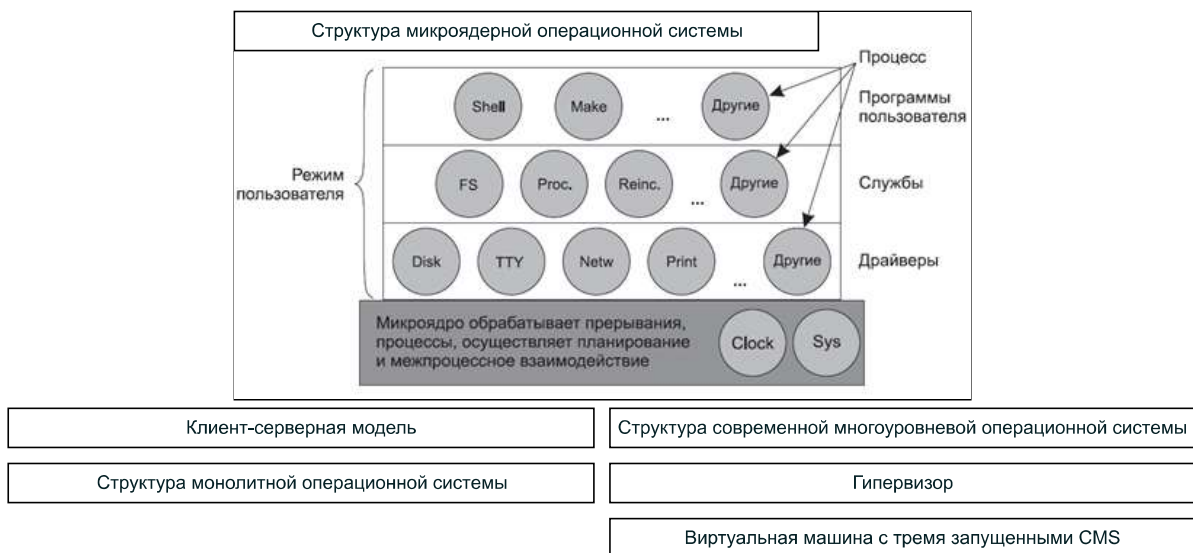 Структура микроядерной операционной системы
Процесс
Shell Make ... Другие
Программы
пользователя
Режим
пользователя
FS Proc. Reinc. ... Другие
Службы
Disk TTY Netw Print ... Другие
Драйверы
Микроядро обрабатывает прерывания,
процессы, осуществляет планирование
и межпроцессное взаимодействие
Clock Sys
Клиент-серверная модель
Структура современной многоуровневой операционной системы
Структура монолитной операционной системы
Гипервизор
Виртуальная машина с тремя запущенными CMS